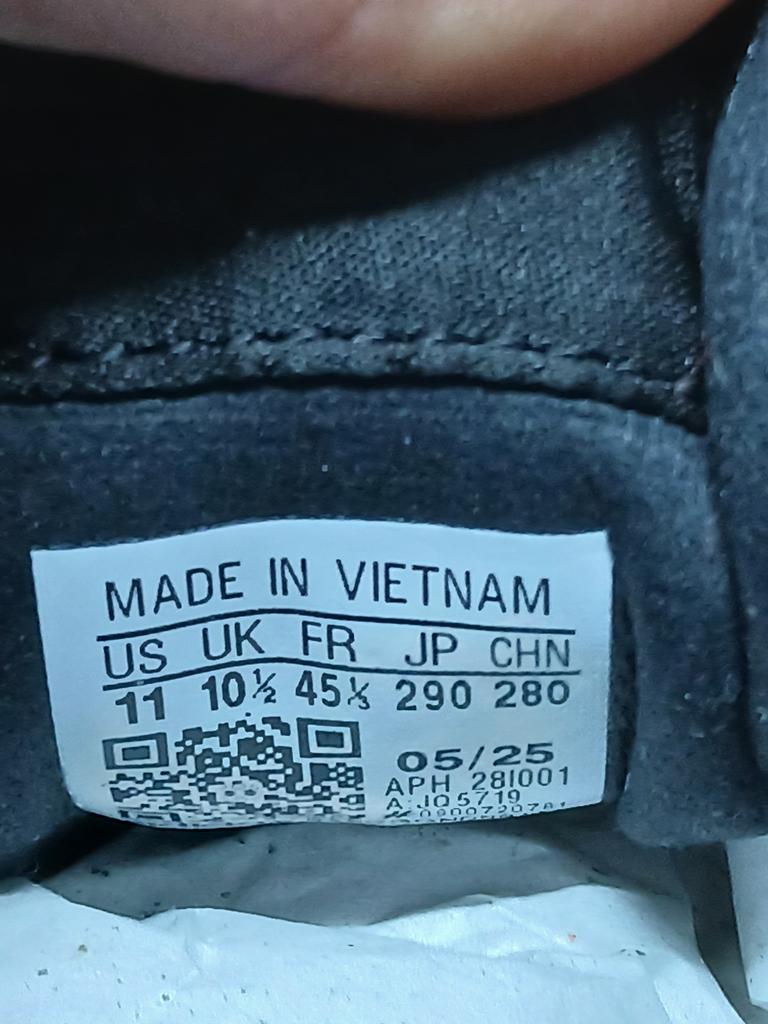 MADE IN VIETNAM
US UK FR JP CHN
11 10½ 45⅓ 290 280
05/25
APH 281001
A: JQ5719